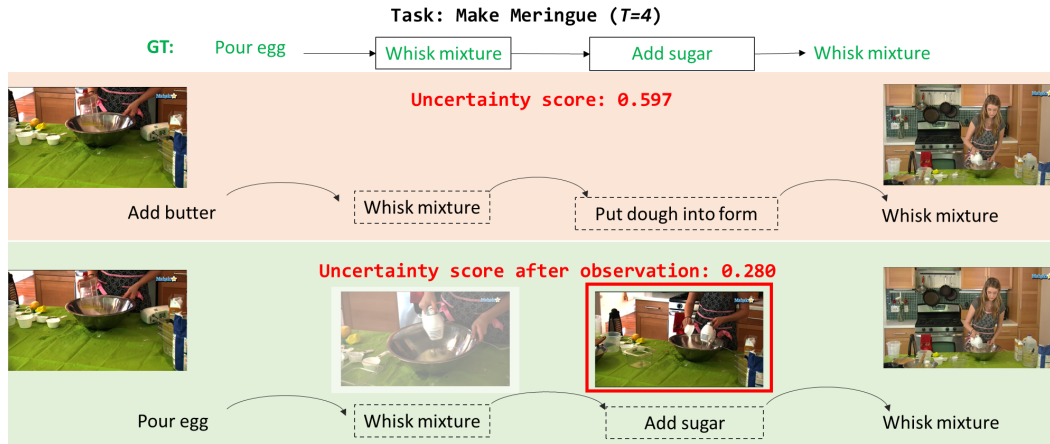 Task: Make Meringue (T=4)
GT: Pour egg Whisk mixture Add sugar Whisk mixture
Uncertainty score: 0.597
Add butter Whisk mixture Put dough into form Whisk mixture
Uncertainty score after observation: 0.280
Pour egg Whisk mixture Add sugar Whisk mixture